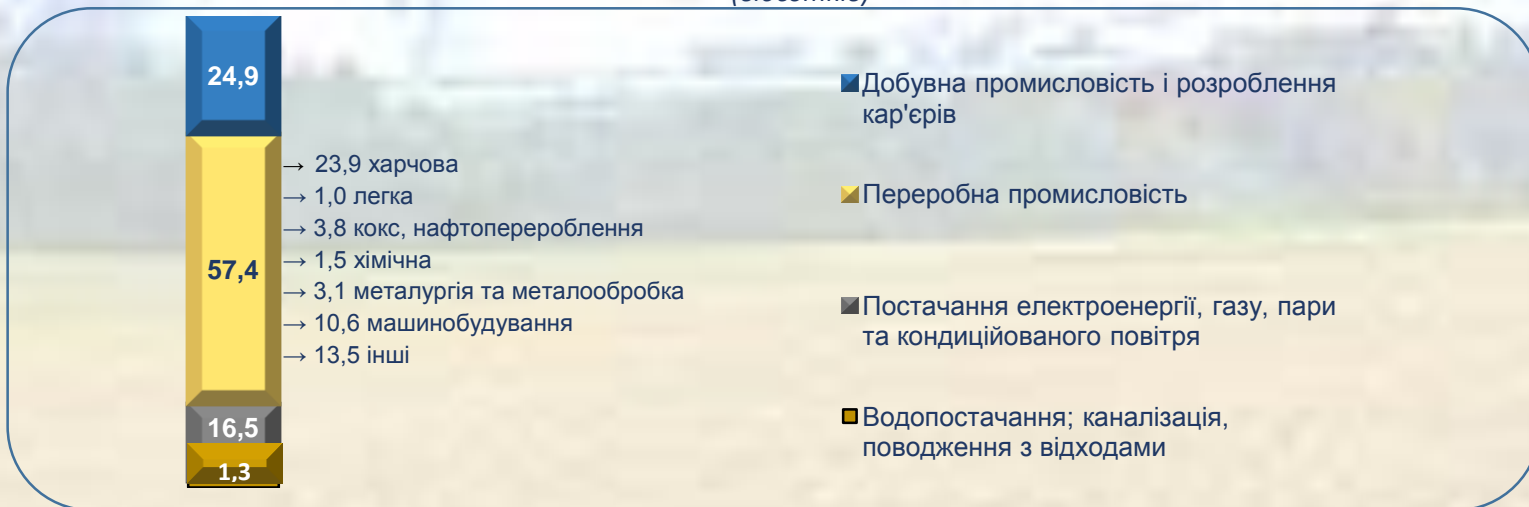 24,9
57,4
16,5
1,3
→ 23,9 харчова
→ 1,0 легка
→ 3,8 кокс, нафтоперероблення
→ 1,5 хімічна
→ 3,1 металургія та металообробка
→ 10,6 машинобудування
→ 13,5 інші
Добувна промисловість і розроблення
кар'єрів
Переробна промисловість
Постачання електроенергії, газу, пари
та кондиційованого повітря
Водопостачання; каналізація,
поводження з відходами